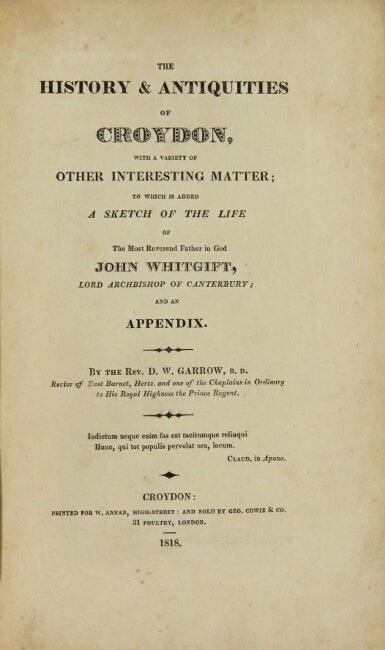 THE
HISTORY & ANTIQUITIES
OF
CROYDON,
WITH A VARIETY OF
OTHER INTERESTING MATTER;
TO WHICH IS ADDED
A SKETCH OF THE LIFE
OF
The Most Reverend Father in God
JOHN WHITGIFT,
LORD ARCHBISHOP OF CANTERBURY;
AND AN
APPENDIX.
BY THE REV. D. W. GARROW, B. D.
Rector of East Barnet, Herts. and one of the Chaplains in Ordinary
to His Royal Highness the Prince Regent.
Indictum neque enim fas est tacitumque relinqui
Hunc, qui tot populis pervolat ora, locum.
CLAUD. in Apono.
CROYDON:
PRINTED FOR W. ANNAN, HIGH-STREET: AND SOLD BY GEO. COWIE & CO.
31 POULTRY, LONDON.
1818.